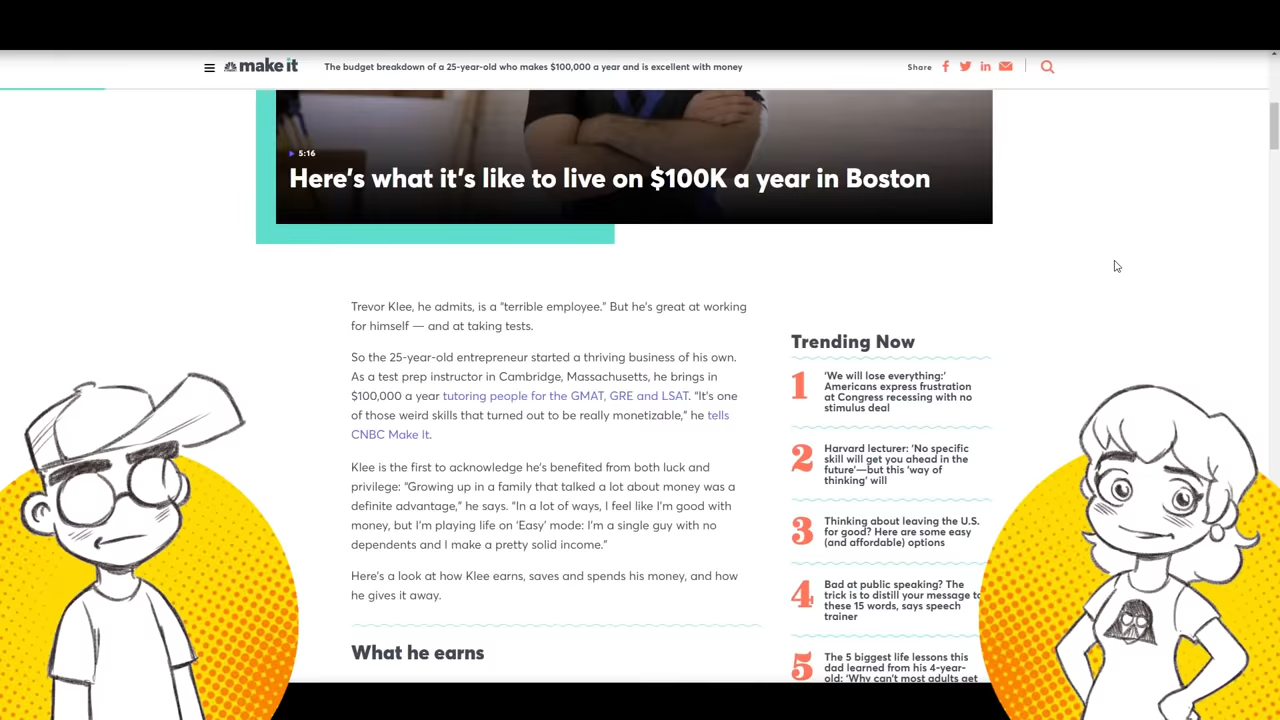 make it
The budget breakdown of a 25-year-old who makes $100,000 a year and is excellent with money
Share
5:16
Here's what it's like to live on $100K a year in Boston
Trevor Klee, he admits, is a "terrible employee." But he's great at working
for himself — and at taking tests.
So the 25-year-old entrepreneur started a thriving business of his own.
As a test prep instructor in Cambridge, Massachusetts, he brings in
$100,000 a year tutoring people for the GMAT, GRE and LSAT. "It's one
of those weird skills that turned out to be really monetizable," he tells
CNBC Make It.
Klee is the first to acknowledge he's benefited from both luck and
privilege: "Growing up in a family that talked a lot about money was a
definite advantage," he says. "In a lot of ways, I feel like I'm good with
money, but I'm playing life on 'Easy' mode: I'm a single guy with no
dependents and I make a pretty solid income."
Here's a look at how Klee earns, saves and spends his money, and how
he gives it away.
What he earns
Trending Now
1
'We will lose everything:'
Americans express frustration
at Congress recessing with no
stimulus deal
2
Harvard lecturer: 'No specific
skill will get you ahead in the
future'—but this 'way of
thinking' will
3
Thinking about leaving the U.S.
for good? Here are some easy
(and affordable) options
4
Bad at public speaking? The
trick is to distill your message to
these 15 words, says speech
trainer
5
The 5 biggest life lessons this
dad learned from his 4-year-
old: 'Why can't most adults get